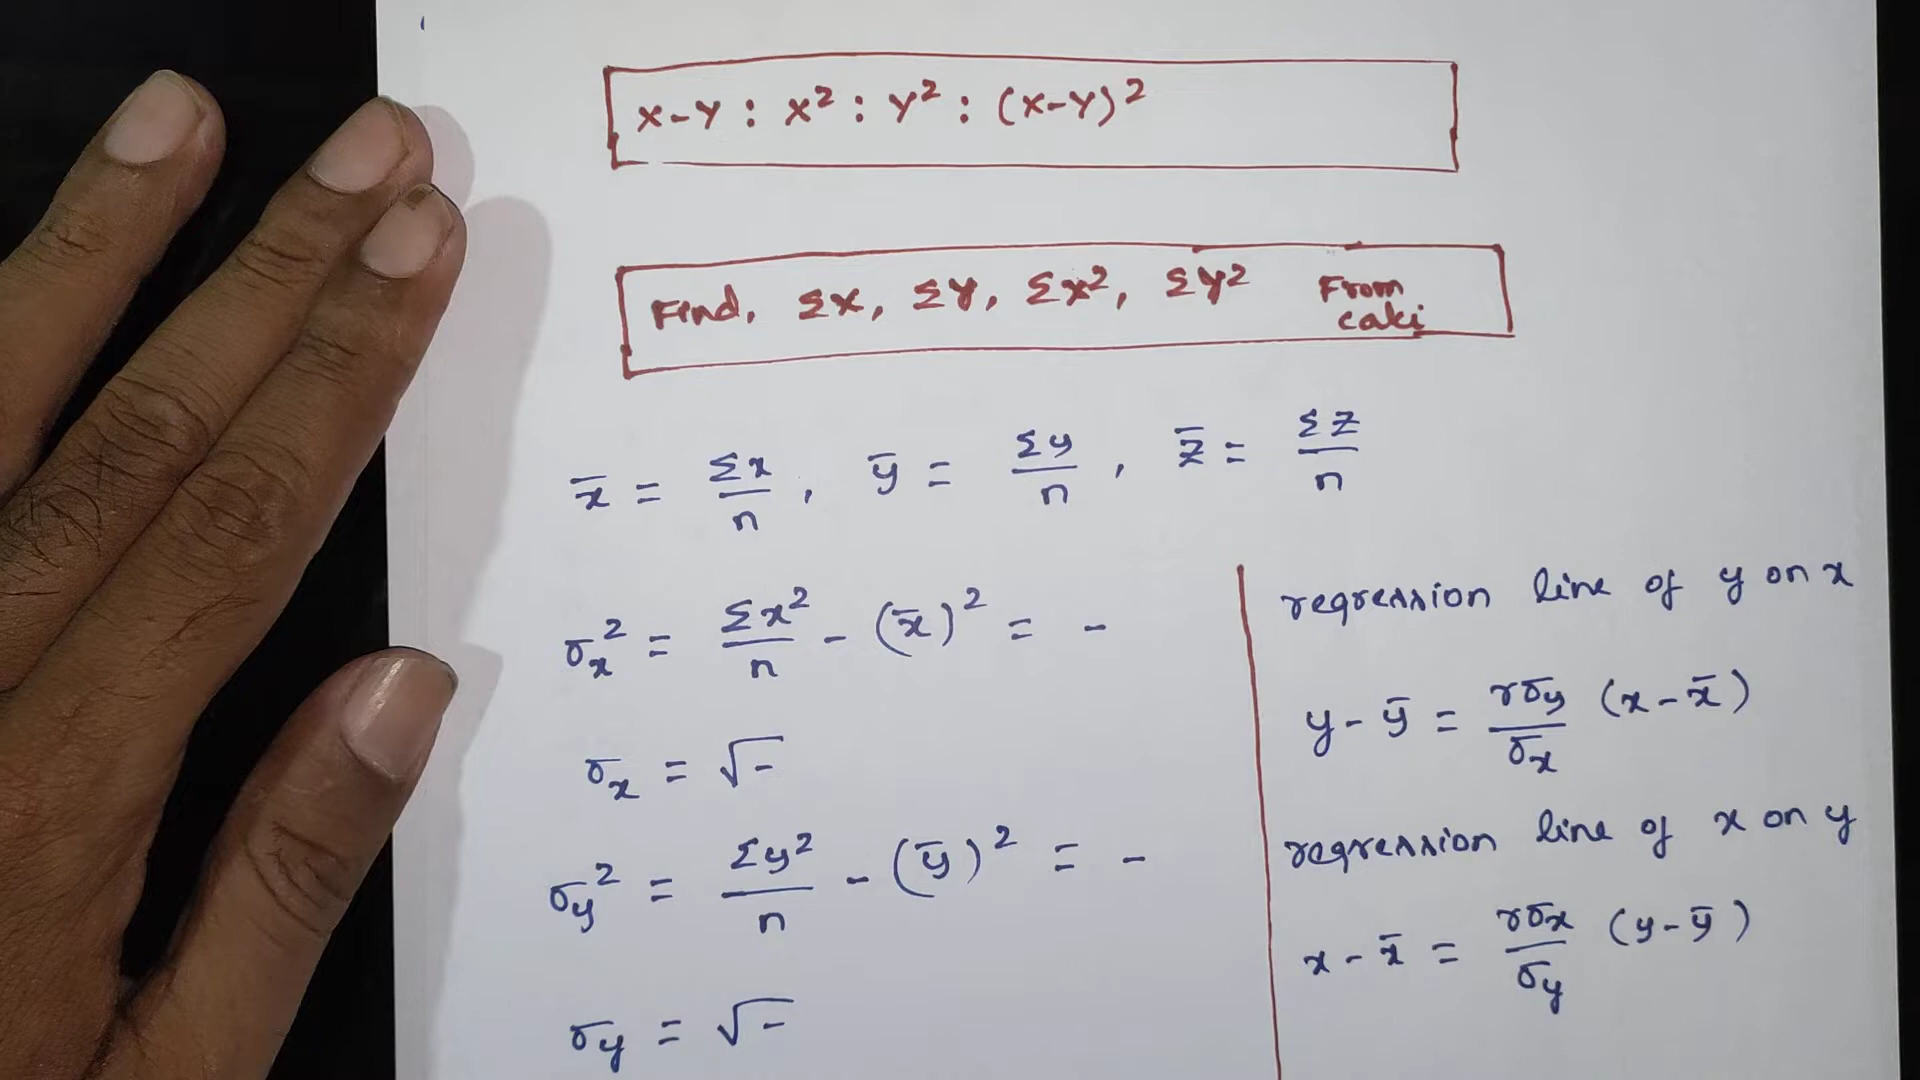 x-y : x² : y² : (x-y)²
Find, Σx, Σy, Σx², Σy² From
calci
x̄ = Σx/n, ȳ = Σy/n, z̄ = Σz/n
σx² = Σx²/n - (x̄)² = -
σx = √-
σy² = Σy²/n - (ȳ)² = -
σy = √-
regression line of y on x
y - ȳ = rσy/σx (x - x̄)
regression line of x on y
x - x̄ = rσx/σy (y - ȳ)